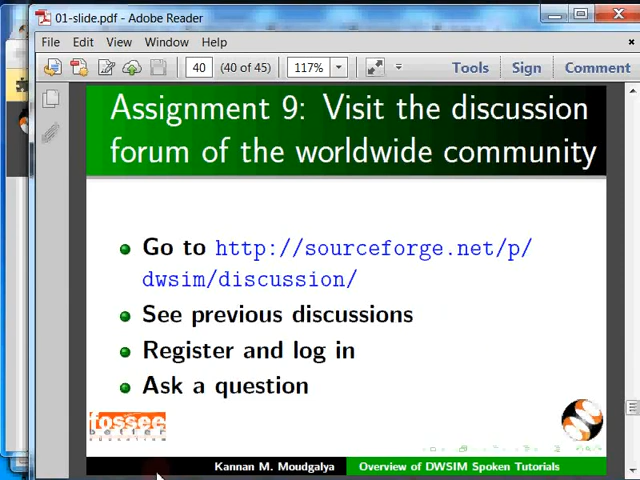 01-slide.pdf - Adobe Reader
File Edit View Window Help
40 (40 of 45) 117% Tools Sign Comment
Assignment 9: Visit the discussion
forum of the worldwide community
Go to http://sourceforge.net/p/
dwsim/discussion/
See previous discussions
Register and log in
Ask a question
fossee
Kannan M. Moudgalya Overview of DWSIM Spoken Tutorials